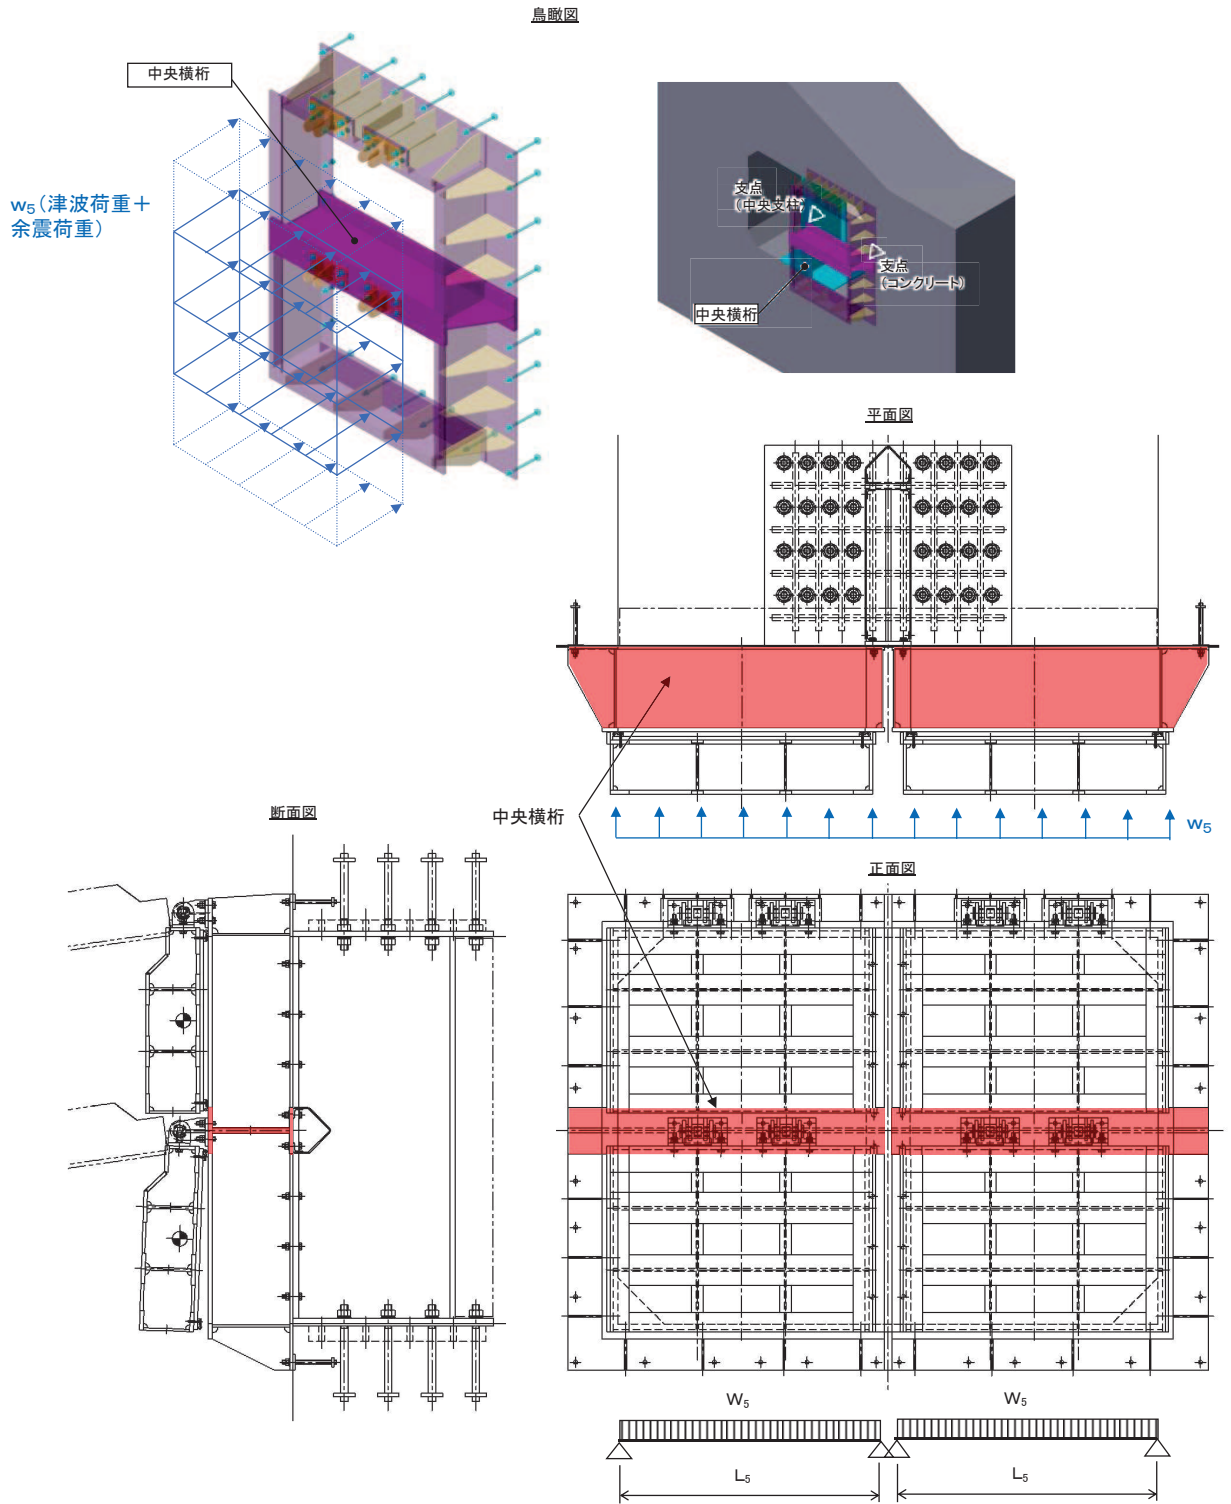 鳥瞰図
中央横桁
w₅(津波荷重＋
余震荷重)
支点
(中央支柱)
支点
(コンクリート)
中央横桁
平面図
中央横桁
w₅
断面図
正面図
w₅
w₅
L₅
L₅